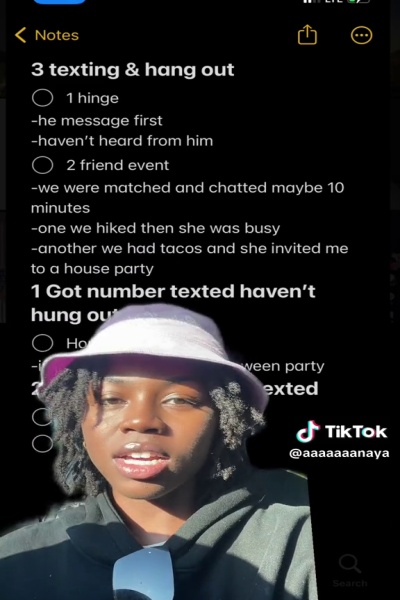 LTE
Notes
3 texting & hang out
1 hinge
-he message first
-haven't heard from him
2 friend event
-we were matched and chatted maybe 10
minutes
-one we hiked then she was busy
-another we had tacos and she invited me
to a house party
1 Got number texted haven't
hung out
ween party
2 exted
TikTok
@aaaaaaanaya
Search